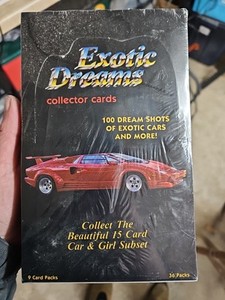 Exotic
Dreams
collector cards
100 DREAM SHOTS
OF EXOTIC CARS
AND MORE!
Collect The
Beautiful 15 Card
Car & Girl Subset
9 Card Packs
36 Packs